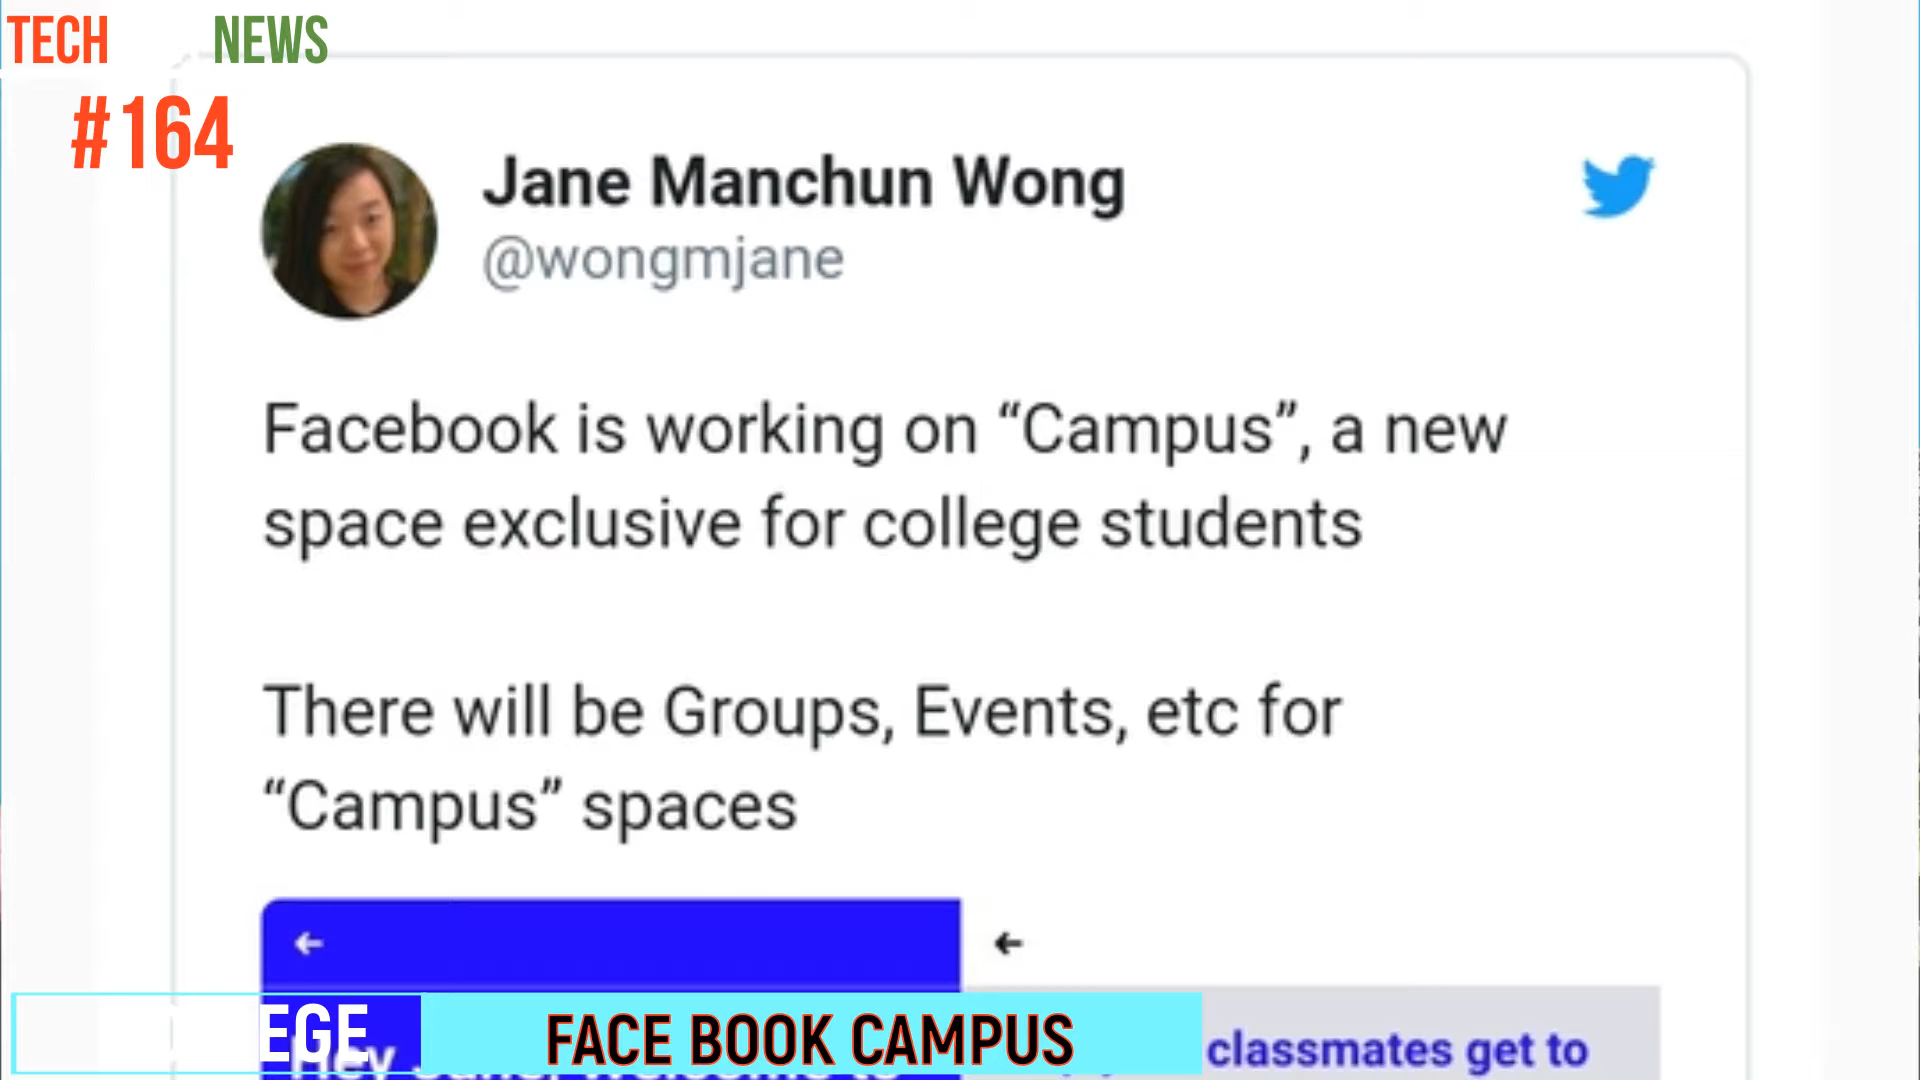 TECH NEWS
#164
Jane Manchun Wong
@wongmjane
Facebook is working on “Campus”, a new
space exclusive for college students
There will be Groups, Events, etc for
“Campus” spaces
EGE
FACE BOOK CAMPUS
classmates get to